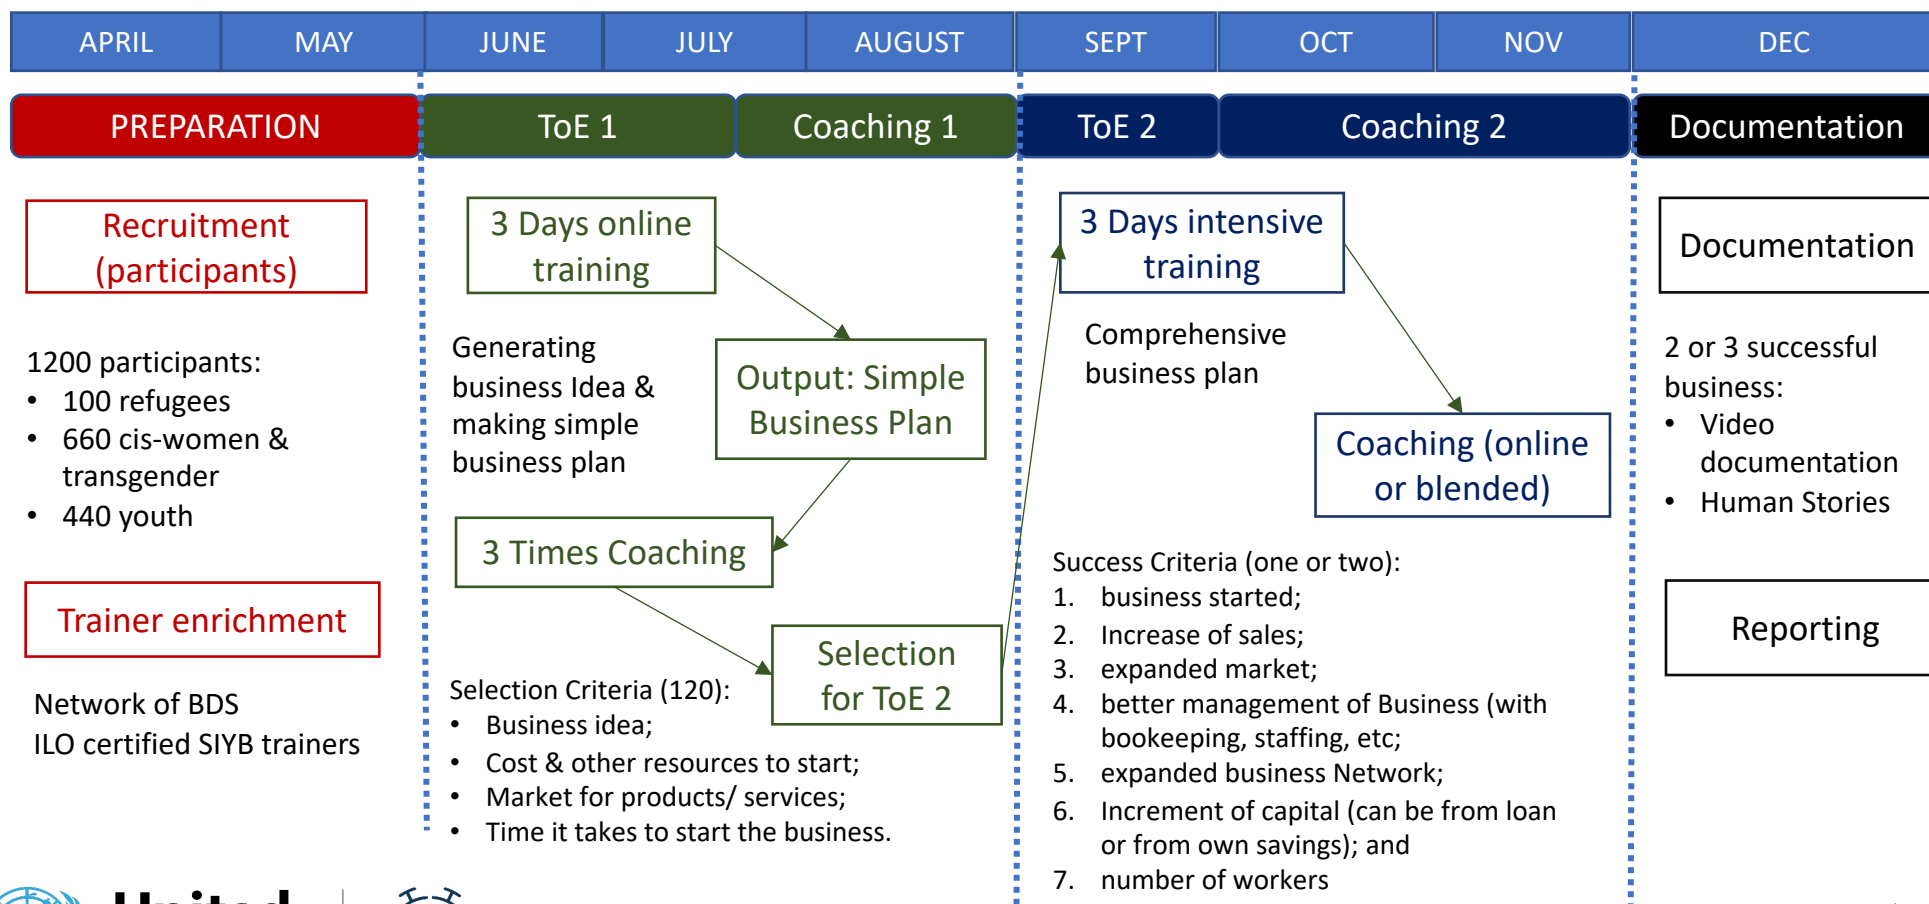 APRIL MAY JUNE JULY AUGUST SEPT OCT NOV DEC
PREPARATION ToE 1 Coaching 1 ToE 2 Coaching 2 Documentation
Recruitment
(participants)
1200 participants:
• 100 refugees
• 660 cis-women &
transgender
• 440 youth
Trainer enrichment
Network of BDS
ILO certified SIYB trainers
3 Days online
training
Generating
business Idea &
making simple
business plan
Output: Simple
Business Plan
3 Times Coaching
Selection
for ToE 2
Selection Criteria (120):
• Business idea;
• Cost & other resources to start;
• Market for products/ services;
• Time it takes to start the business.
3 Days intensive
training
Comprehensive
business plan
Coaching (online
or blended)
Success Criteria (one or two):
1. business started;
2. Increase of sales;
3. expanded market;
4. better management of Business (with
bookeeping, staffing, etc;
5. expanded business Network;
6. Increment of capital (can be from loan
or from own savings); and
7. number of workers
Documentation
2 or 3 successful
business:
• Video
documentation
• Human Stories
Reporting
United